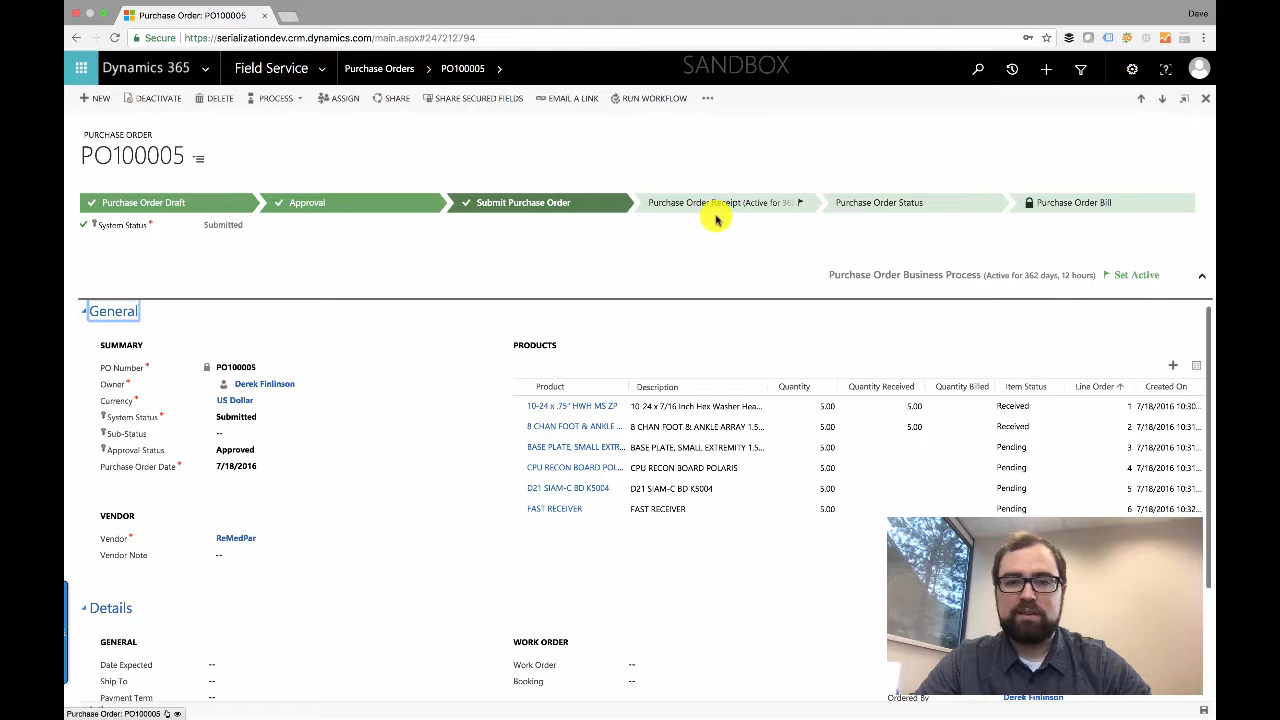 Purchase Order: PO100005 ×
Dave
Secure https://serializationdev.crm.dynamics.com/main.aspx#247212794
Dynamics 365 Field Service Purchase Orders > PO100005 > SANDBOX
NEW DEACTIVATE DELETE PROCESS ASSIGN SHARE SHARE SECURED FIELDS EMAIL A LINK RUN WORKFLOW •••
PURCHASE ORDER
PO100005
Purchase Order Draft Approval Submit Purchase Order Purchase Order Receipt (Active for 36 Purchase Order Status Purchase Order Bill
System Status* Submitted
Purchase Order Business Process (Active for 362 days, 12 hours) Set Active
General
SUMMARY
PO Number* PO100005
Owner* Derek Finlinson
Currency* US Dollar
System Status* Submitted
Sub-Status --
Approval Status Approved
Purchase Order Date* 7/18/2016
VENDOR
Vendor* ReMedPar
Vendor Note --
PRODUCTS
Product Description Quantity Quantity Received Quantity Billed Item Status Line Order Created On
10-24 x .75" HWH MS ZP 10-24 x 7/16 Inch Hex Washer Hea... 5.00 5.00 Received 1 7/18/2016 10:30...
8 CHAN FOOT & ANKLE ... 8 CHAN FOOT & ANKLE ARRAY 1.5... 5.00 5.00 Received 2 7/18/2016 10:31...
BASE PLATE, SMALL EXTR... BASE PLATE, SMALL EXTREMITY 1.5... 5.00 Pending 3 7/18/2016 10:31...
CPU RECON BOARD POL... CPU RECON BOARD POLARIS 5.00 Pending 4 7/18/2016 10:31...
D21 SIAM-C BD K5004 D21 SIAM-C BD K5004 5.00 Pending 5 7/18/2016 10:31...
FAST RECEIVER FAST RECEIVER 5.00 Pending 6 7/18/2016 10:32...
Details
GENERAL
Date Expected --
Ship To --
Payment Term --
WORK ORDER
Work Order --
Booking --
Ordered By Derek Finlinson
Purchase Order: PO100005